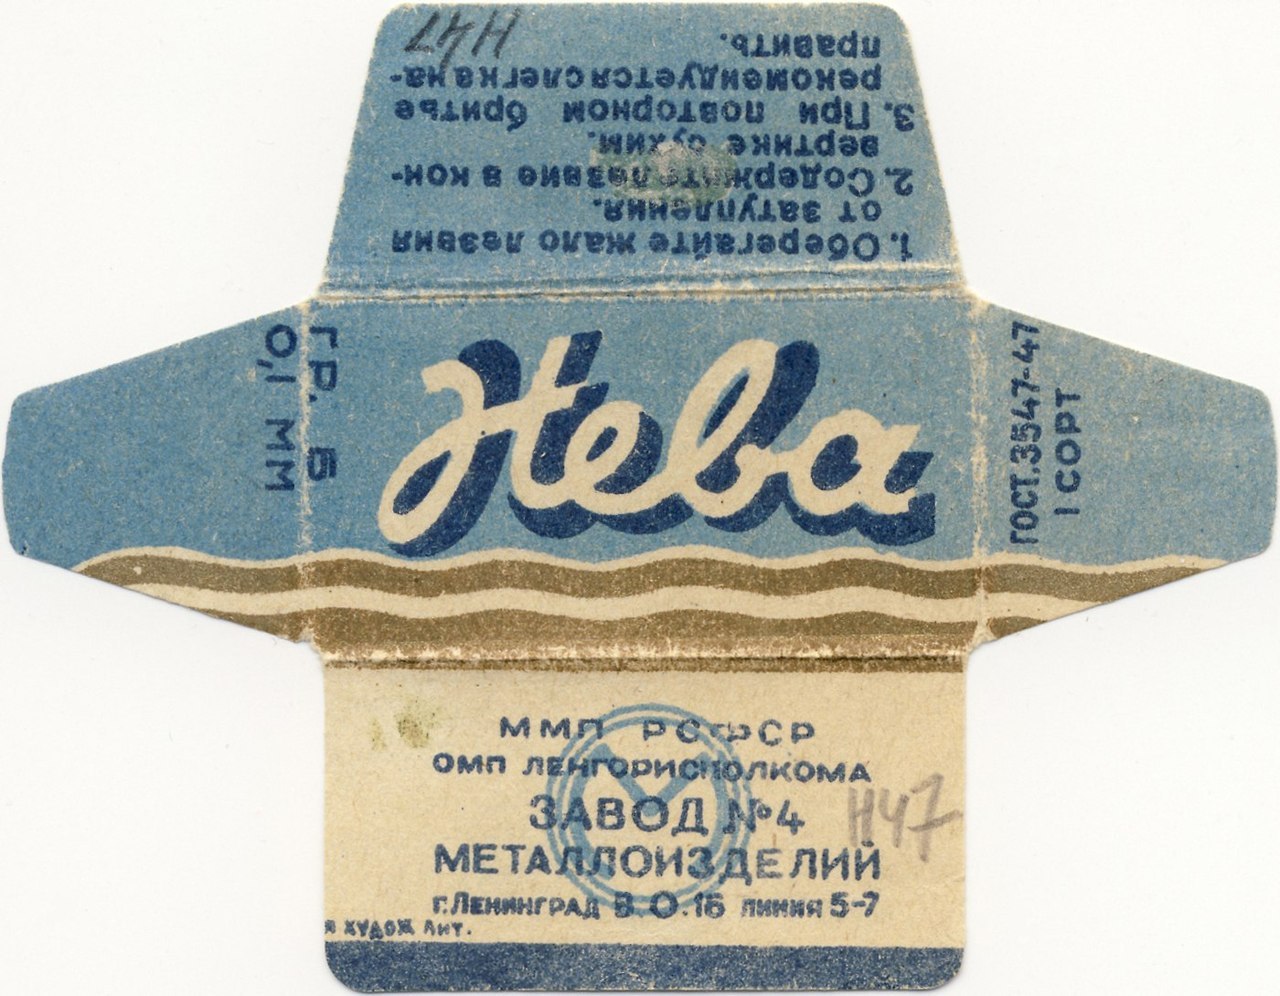 Н47
1. Оберегайте жало лезвия
от затупления.
2. Содержите лезвие в кон-
вертике сухим.
3. При повторном бритье
рекомендуется слегка на-
править.
ГР. Б
0,1 ММ
Нева
ГОСТ.3547-47
I СОРТ
ММП РСФСР
ОМП ЛЕНГОРИСПОЛКОМА
ЗАВОД №4
МЕТАЛЛОИЗДЕЛИЙ
г.ЛЕНИНГРАД В.О.16 линия 5-7
Н47
Я ХУДОЖ ЛИТ.